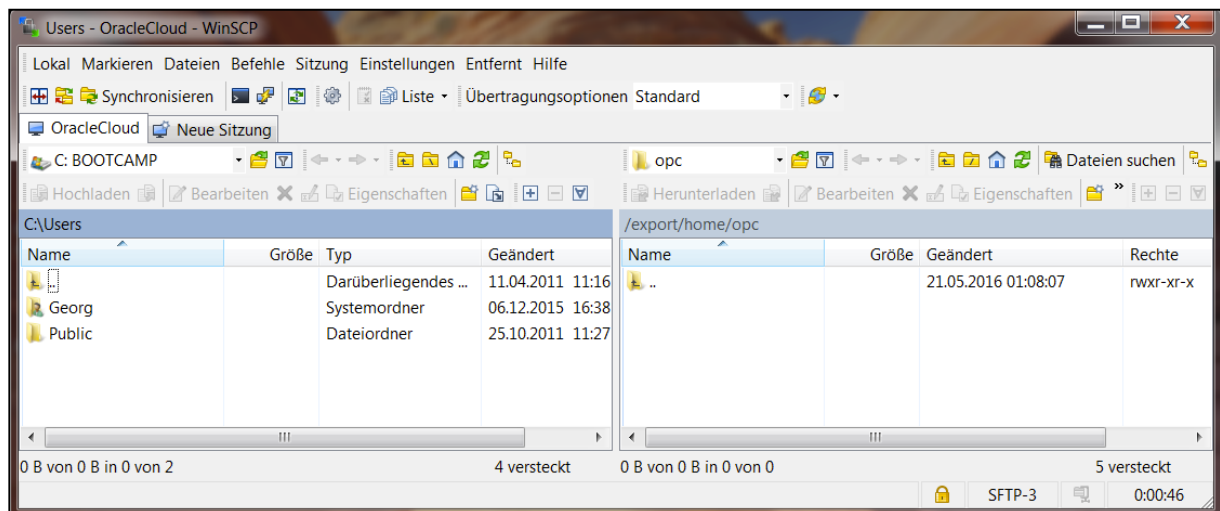 Users - OracleCloud - WinSCP
Lokal Markieren Dateien Befehle Sitzung Einstellungen Entfernt Hilfe
Synchronisieren Liste Übertragungsoptionen Standard
OracleCloud Neue Sitzung
C: BOOTCAMP opc Dateien suchen
Hochladen Bearbeiten Eigenschaften Herunterladen Bearbeiten Eigenschaften »
C:\Users /export/home/opc
Name Größe Typ Geändert Name Größe Geändert Rechte
.. Darüberliegendes ... 11.04.2011 11:16 .. 21.05.2016 01:08:07 rwxr-xr-x
Georg Systemordner 06.12.2015 16:38
Public Dateiordner 25.10.2011 11:27
0 B von 0 B in 0 von 2 4 versteckt 0 B von 0 B in 0 von 0 5 versteckt
SFTP-3 0:00:46